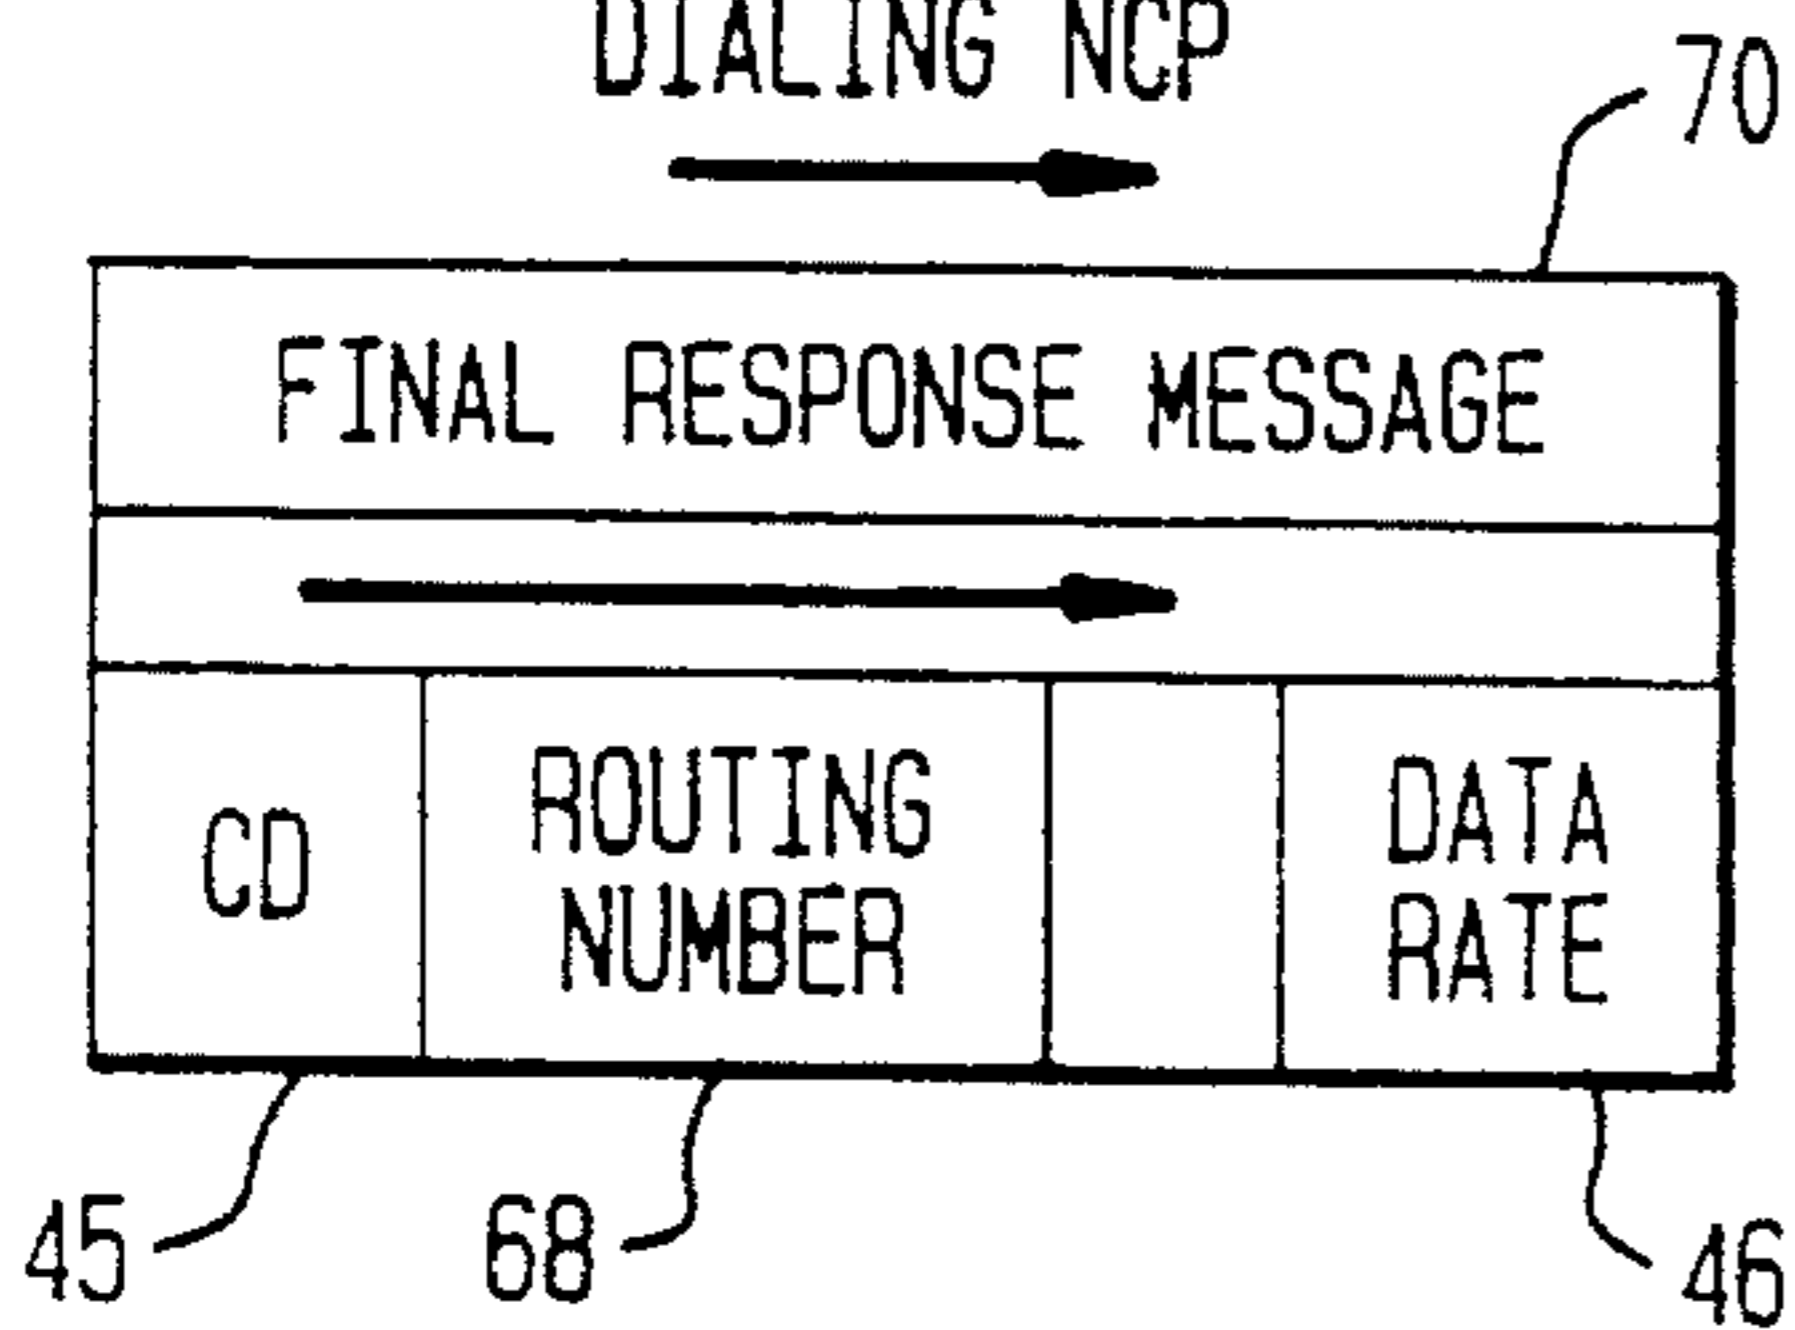 DIALING NCP
70
FINAL RESPONSE MESSAGE
CD
ROUTING
NUMBER
DATA
RATE
45
68
46